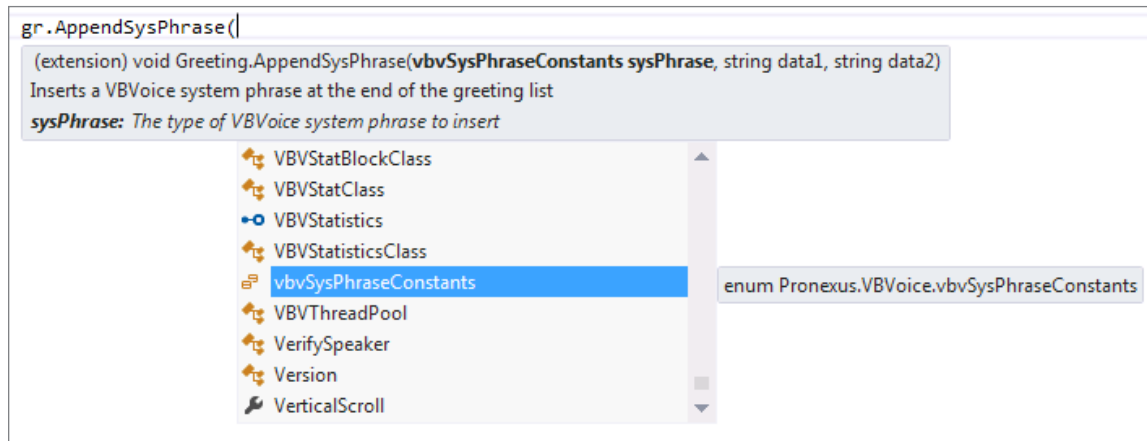 gr.AppendSysPhrase(
(extension) void Greeting.AppendSysPhrase(vbvSysPhraseConstants sysPhrase, string data1, string data2)
Inserts a VBVoice system phrase at the end of the greeting list
sysPhrase: The type of VBVoice system phrase to insert
VBVStatBlockClass
VBVStatClass
VBVStatistics
VBVStatisticsClass
vbvSysPhraseConstants
enum Pronexus.VBVoice.vbvSysPhraseConstants
VBVThreadPool
VerifySpeaker
Version
VerticalScroll